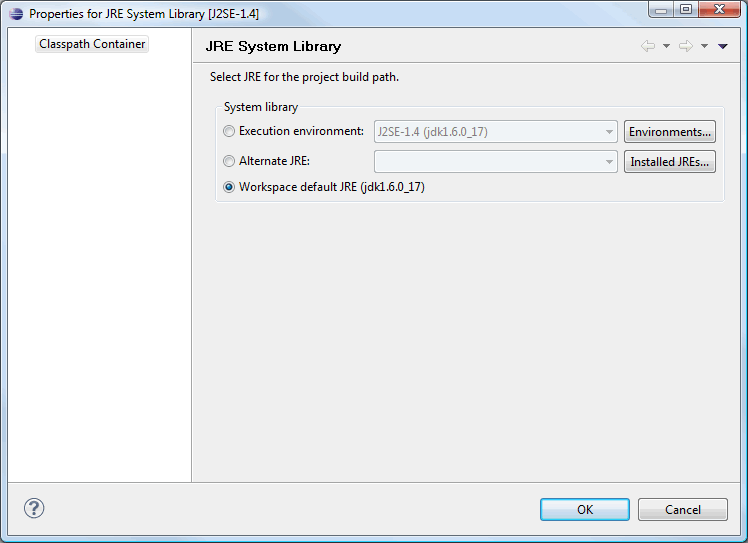 Properties for JRE System Library [J2SE-1.4]
Classpath Container
JRE System Library
Select JRE for the project build path.
System library
Execution environment: J2SE-1.4 (jdk1.6.0_17) Environments...
Alternate JRE: Installed JREs...
Workspace default JRE (jdk1.6.0_17)
? OK Cancel